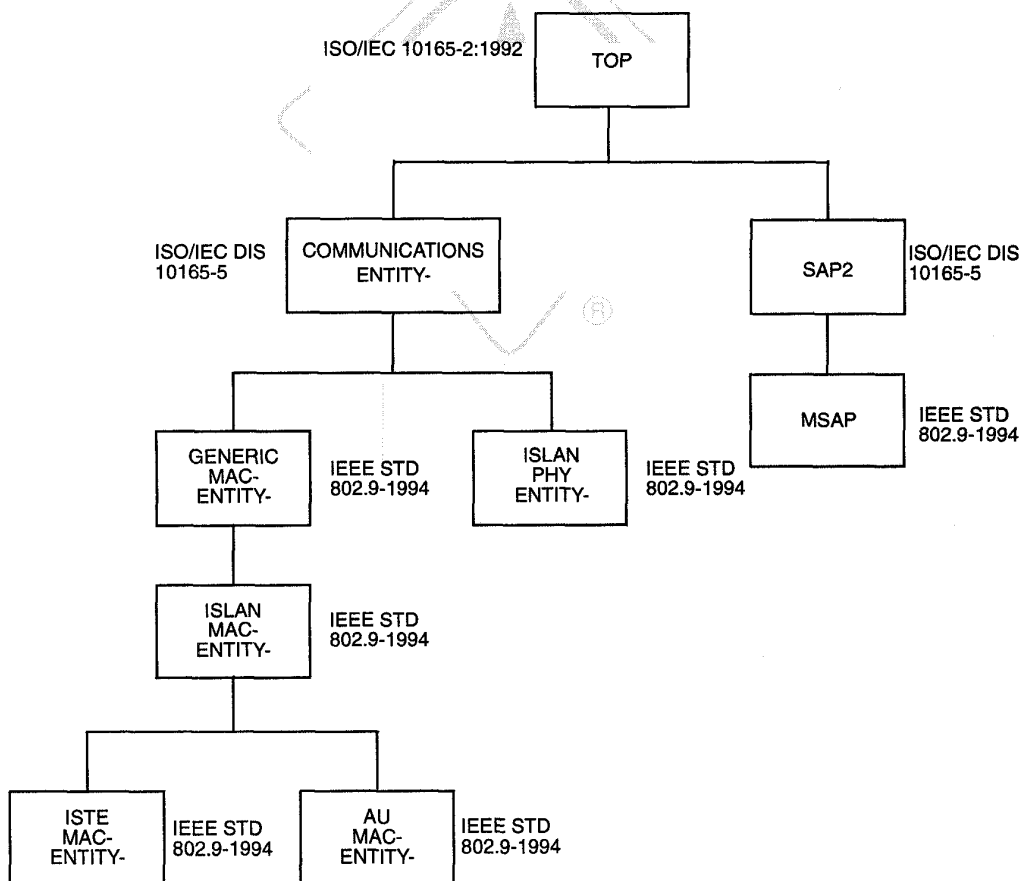 ISO/IEC 10165-2:1992
TOP
ISO/IEC DIS
10165-5
COMMUNICATIONS
ENTITY-
SAP2
ISO/IEC DIS
10165-5
®
GENERIC
MAC-
ENTITY-
IEEE STD
802.9-1994
ISLAN
PHY
ENTITY-
IEEE STD
802.9-1994
MSAP
IEEE STD
802.9-1994
ISLAN
MAC-
ENTITY-
IEEE STD
802.9-1994
ISTE
MAC-
ENTITY-
IEEE STD
802.9-1994
AU
MAC-
ENTITY-
IEEE STD
802.9-1994